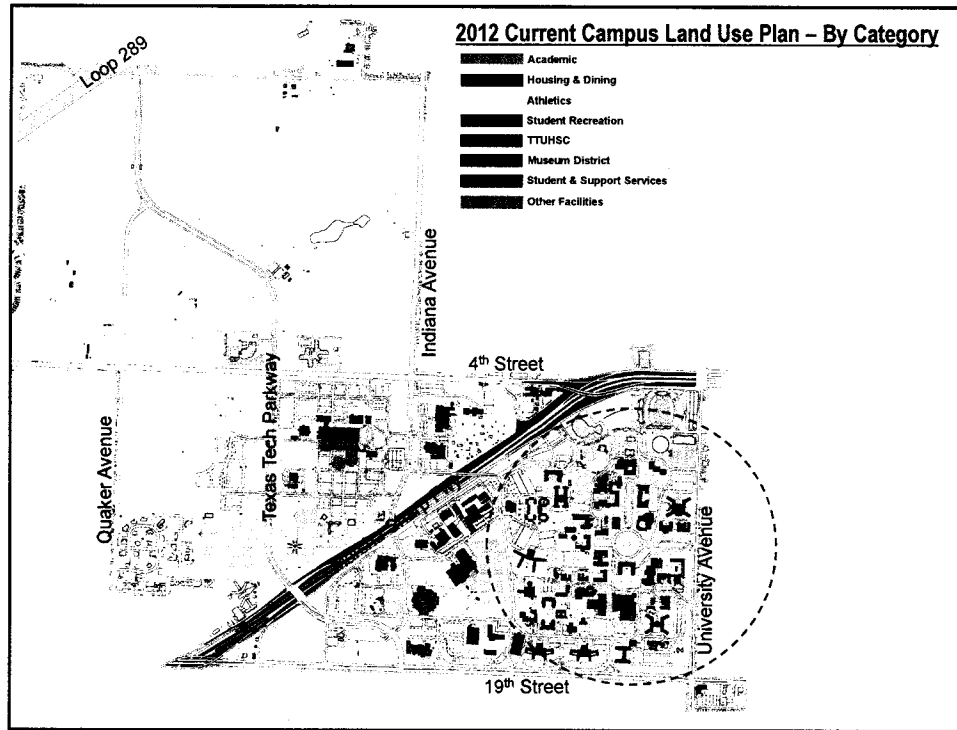 2012 Current Campus Land Use Plan – By Category
Academic
Housing & Dining
Athletics
Student Recreation
TTUHSC
Museum District
Student & Support Services
Other Facilities
Loop 289
Indiana Avenue
4th Street
Texas Tech Parkway
Quaker Avenue
University Avenue
19th Street